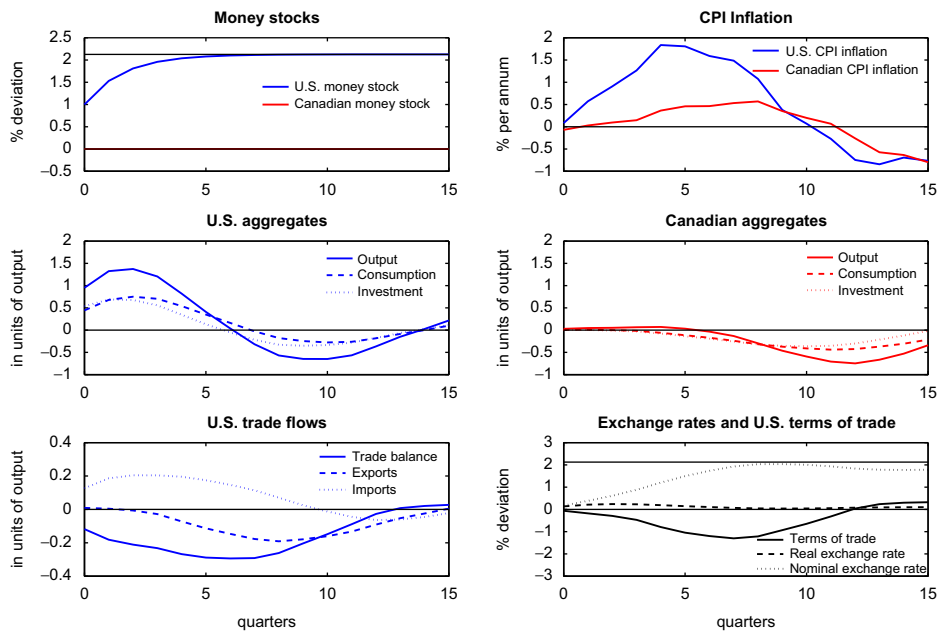 Money stocks
% deviation
2.5
2
1.5
1
0.5
0
−0.5
U.S. money stock
Canadian money stock
0 5 10 15
CPI Inflation
% per annum
2
1.5
1
0.5
0
−0.5
−1
U.S. CPI inflation
Canadian CPI inflation
0 5 10 15
U.S. aggregates
in units of output
2
1.5
1
0.5
0
−0.5
−1
Output
Consumption
Investment
0 5 10 15
Canadian aggregates
in units of output
2
1.5
1
0.5
0
−0.5
−1
Output
Consumption
Investment
0 5 10 15
U.S. trade flows
in units of output
0.4
0.2
0
−0.2
−0.4
Trade balance
Exports
Imports
0 5 10 15
quarters
Exchange rates and U.S. terms of trade
% deviation
3
2
1
0
−1
−2
−3
Terms of trade
Real exchange rate
Nominal exchange rate
0 5 10 15
quarters